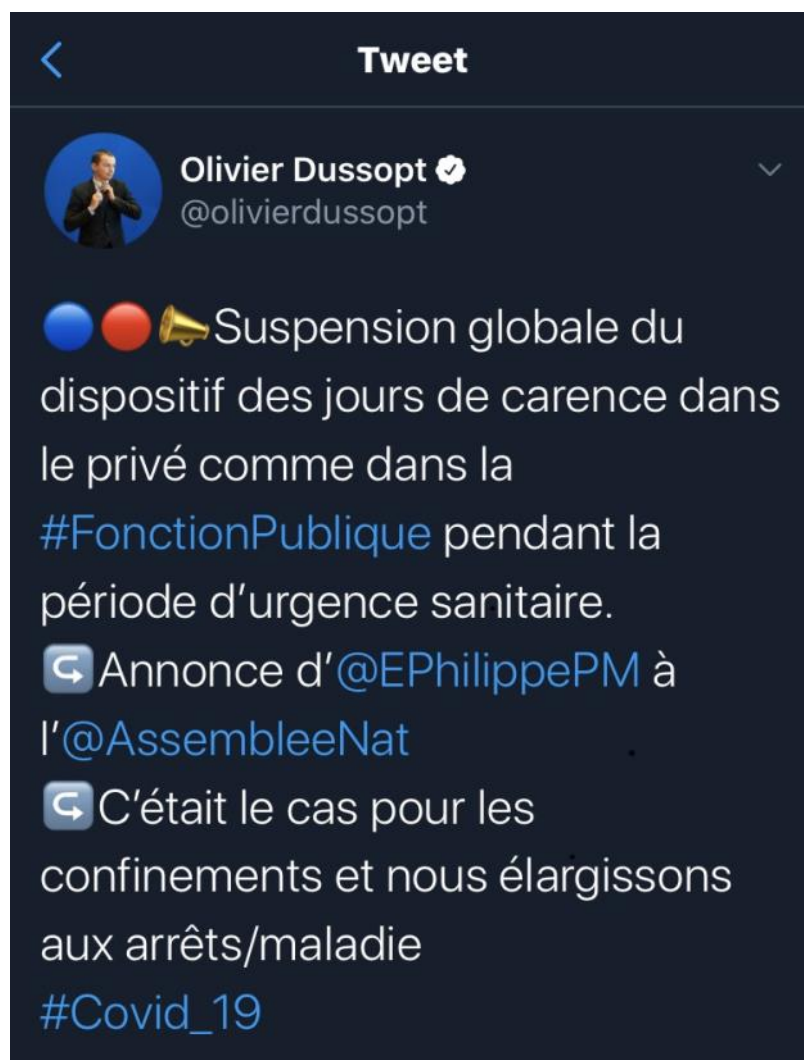 Tweet
Olivier Dussopt
@olivierdussopt
🔵🔴📣Suspension globale du
dispositif des jours de carence dans
le privé comme dans la
#FonctionPublique pendant la
période d’urgence sanitaire.
↪️Annonce d’@EPhilippePM à
l’@AssembleeNat
↪️C’était le cas pour les
confinements et nous élargissons
aux arrêts/maladie
#Covid_19